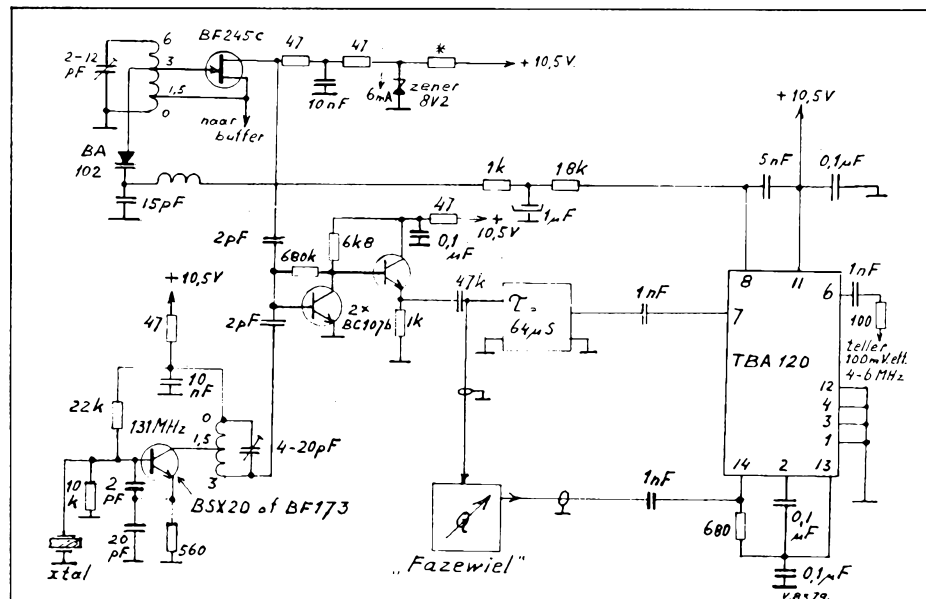 BF245c
2-12
pF
6
3
1,5
0
47
47
*
+ 10,5V.
10nF
6mA
zener
8V2
naar
buffer
BA
102
15pF
1k
18k
1µF
+10,5V
5nF
0,1µF
2pF
680k
6k8
47
0,1
µF
+
10,5V
2x
BC107b
1k
2pF
47k
τ=
64µS
1nF
8
11
7
6
TBA 120
12
4
3
1
14
2
13
1nF
100
teller
100mV.eff.
4-6MHz
+10,5V
47
10
nF
22k
131MHz
0
1,5
3
4-20pF
10
k
2
pF
20
pF
BSX20 of BF173
560
xtal
„Fazewiel"
1nF
680
0,1
µF
0,1µF